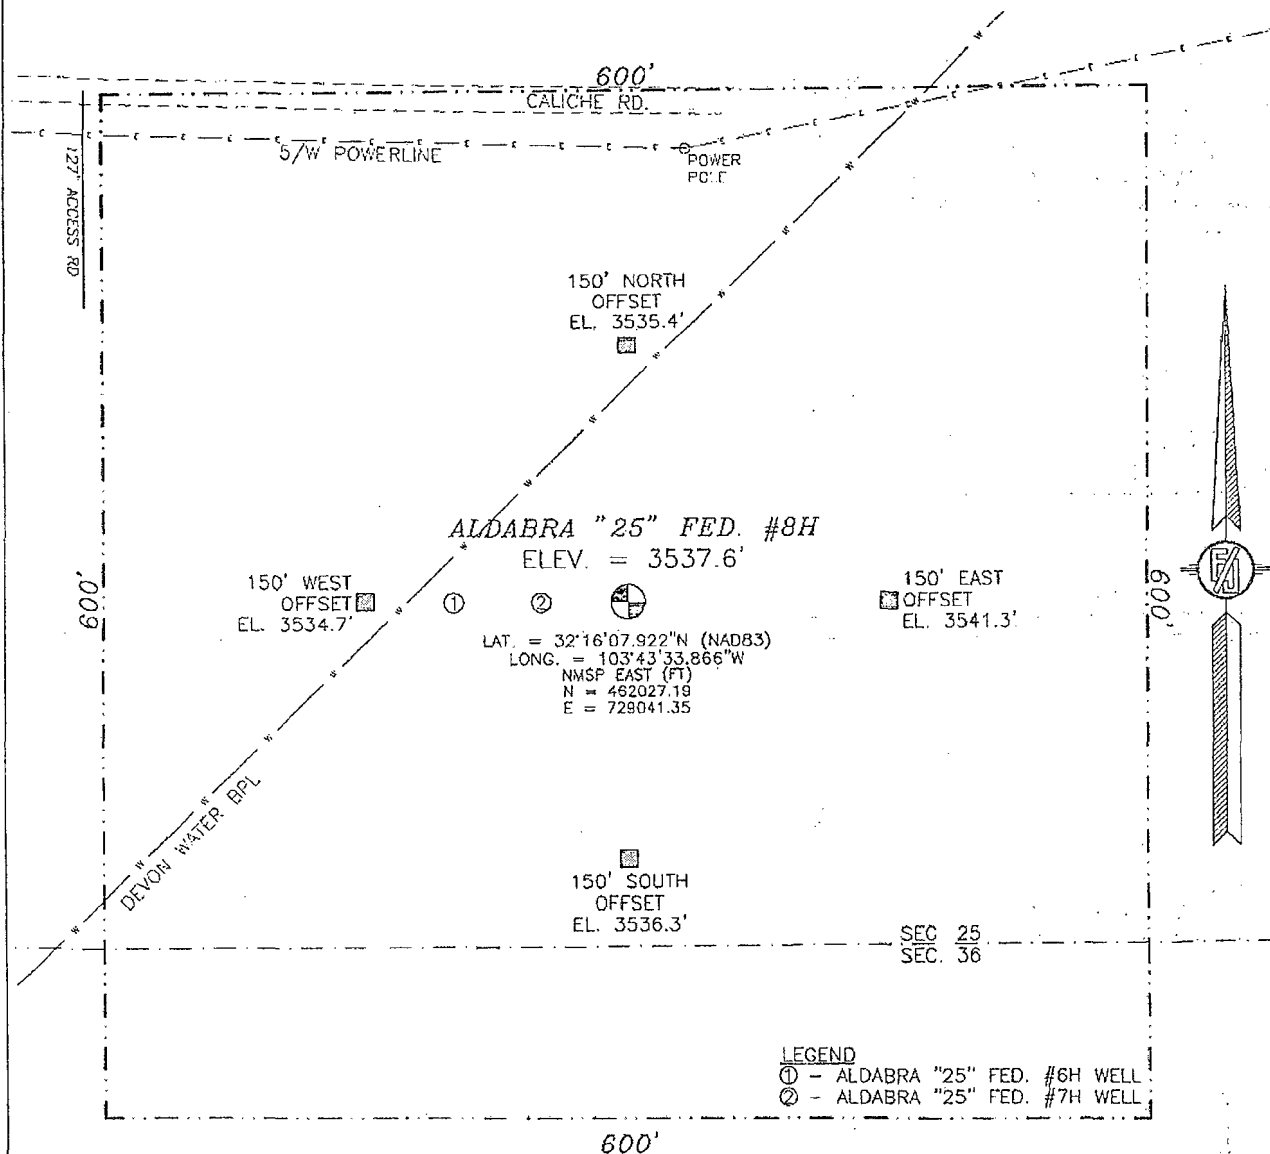 600'
CALICHE RD.
5/W POWERLINE
POWER
POLE
127' ACCESS RD
150' NORTH
OFFSET
EL. 3535.4'
ALDABRA "25" FED. #8H
ELEV. = 3537.6'
600'
150' WEST
OFFSET
EL. 3534.7'
1
2
150' EAST
OFFSET
EL. 3541.3'
600'
LAT. = 32°16'07.922"N (NAD83)
LONG. = 103°43'33.866"W
NMSP EAST (FT)
N = 462027.19
E = 729041.35
DEVON WATER BPL
150' SOUTH
OFFSET
EL. 3536.3'
SEC 25
SEC. 36
LEGEND
① - ALDABRA "25" FED. #6H WELL
② - ALDABRA "25" FED. #7H WELL
600'